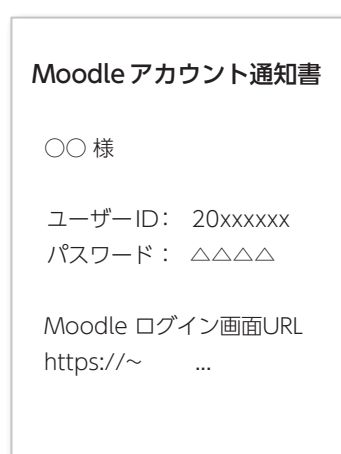 Moodle アカウント通知書
○○ 様
ユーザーID： 20xxxxxx
パスワード： △△△△
Moodle ログイン画面URL
https://~ ...